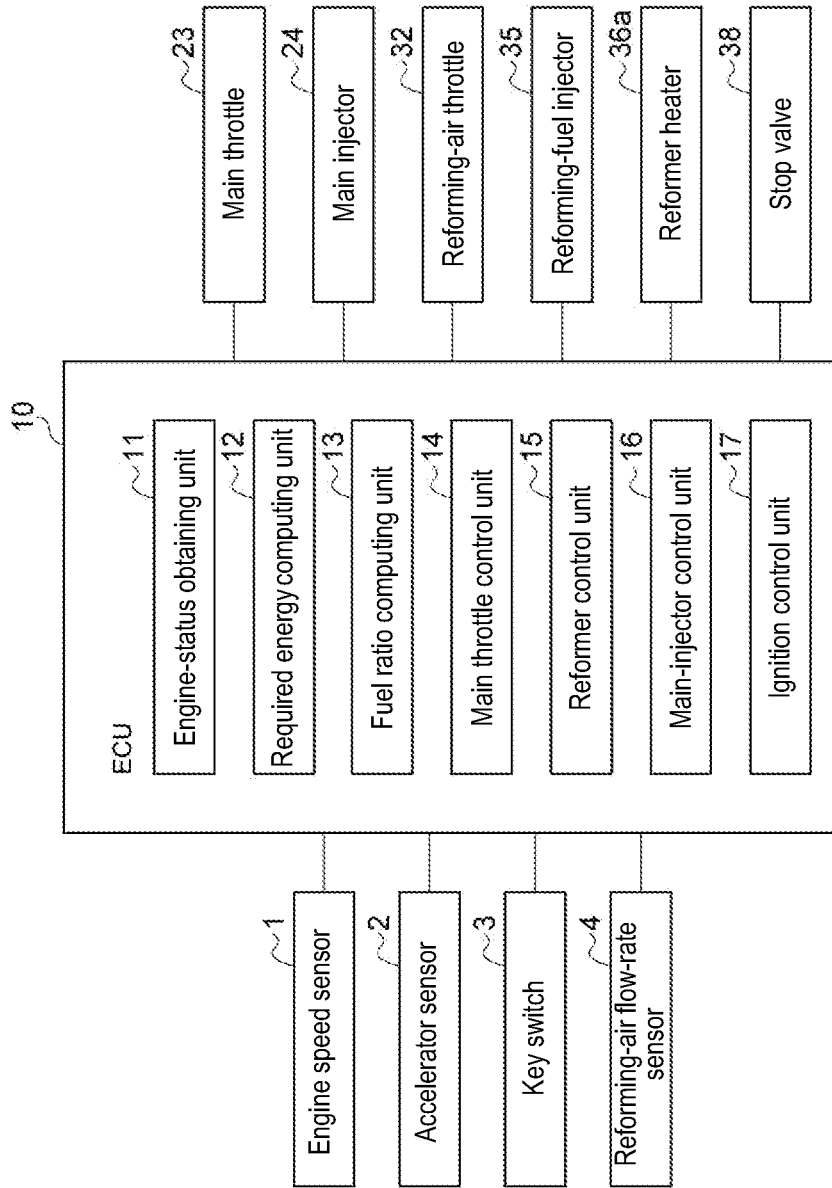 1
Engine speed sensor
2
Accelerator sensor
3
Key switch
4
Reforming-air flow-rate
sensor
10
ECU
11
Engine-status obtaining unit
12
Required energy computing unit
13
Fuel ratio computing unit
14
Main throttle control unit
15
Reformer control unit
16
Main-injector control unit
17
Ignition control unit
23
Main throttle
24
Main injector
32
Reforming-air throttle
35
Reforming-fuel injector
36a
Reformer heater
38
Stop valve